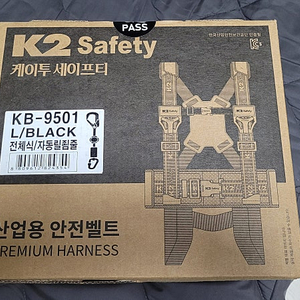 PASS
K2 Safety
케이투 세이프티
KB-9501
L/BLACK
전체식/자동릴죔줄
산업용 안전벨트
PREMIUM HARNESS